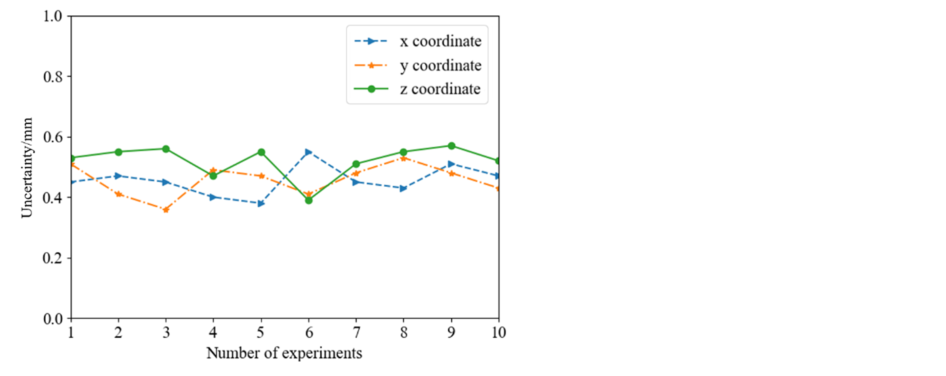 1.0
x coordinate
y coordinate
z coordinate
0.8
0.6
0.4
0.2
0.0
Uncertainty/mm
1 2 3 4 5 6 7 8 9 10
Number of experiments